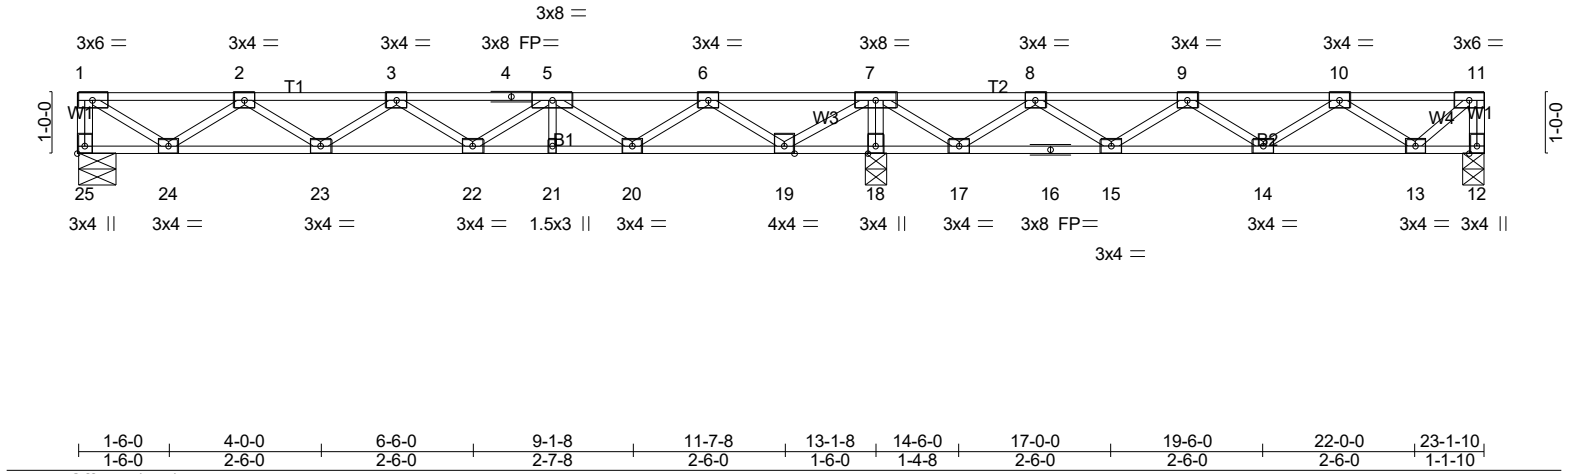 3x8 =
3x6 = 3x4 = 3x4 = 3x8 FP= 3x4 = 3x8 = 3x4 = 3x4 = 3x4 = 3x6 =
1 2 3 4 5 6 7 8 9 10 11
T1 T2
1-0-0 W1 W3 W4 W1 1-0-0
B1 B2
25 24 23 22 21 20 19 18 17 16 15 14 13 12
3x4 || 3x4 = 3x4 = 3x4 = 1.5x3 || 3x4 = 4x4 = 3x4 || 3x4 = 3x8 FP= 3x4 = 3x4 = 3x4 ||
3x4 =
1-6-0 4-0-0 6-6-0 9-1-8 11-7-8 13-1-8 14-6-0 17-0-0 19-6-0 22-0-0 23-1-10
1-6-0 2-6-0 2-6-0 2-7-8 2-6-0 1-6-0 1-4-8 2-6-0 2-6-0 2-6-0 1-1-10